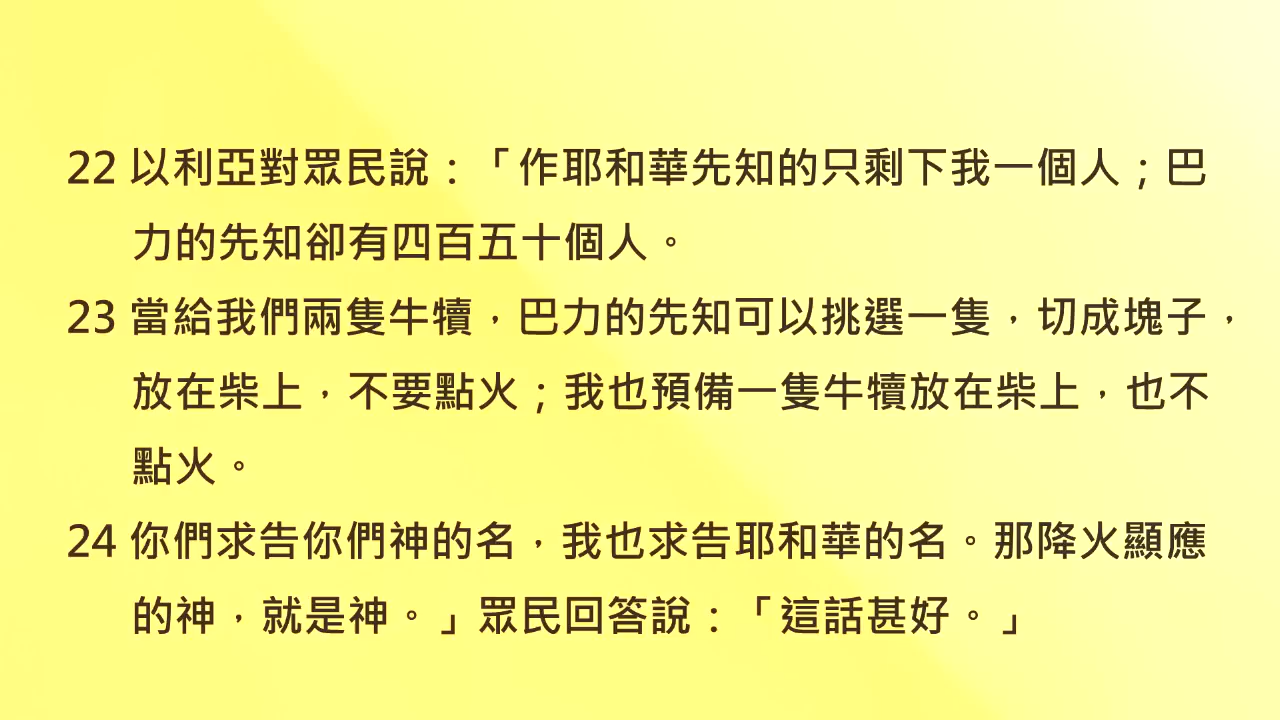 22 以利亞對眾民說：「作耶和華先知的只剩下我一個人；巴
力的先知卻有四百五十個人。
23 當給我們兩隻牛犢，巴力的先知可以挑選一隻，切成塊子，
放在柴上，不要點火；我也預備一隻牛犢放在柴上，也不
點火。
24 你們求告你們神的名，我也求告耶和華的名。那降火顯應
的神，就是神。」眾民回答說：「這話甚好。」